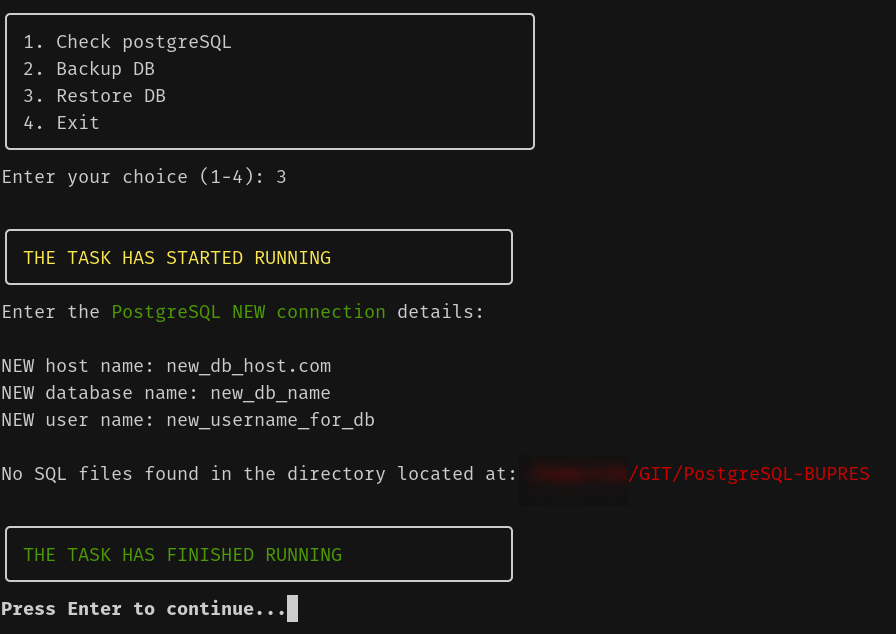 1. Check postgreSQL
2. Backup DB
3. Restore DB
4. Exit
Enter your choice (1-4): 3
THE TASK HAS STARTED RUNNING
Enter the PostgreSQL NEW connection details:
NEW host name: new_db_host.com
NEW database name: new_db_name
NEW user name: new_username_for_db
No SQL files found in the directory located at: /GIT/PostgreSQL-BUPRES
THE TASK HAS FINISHED RUNNING
Press Enter to continue...